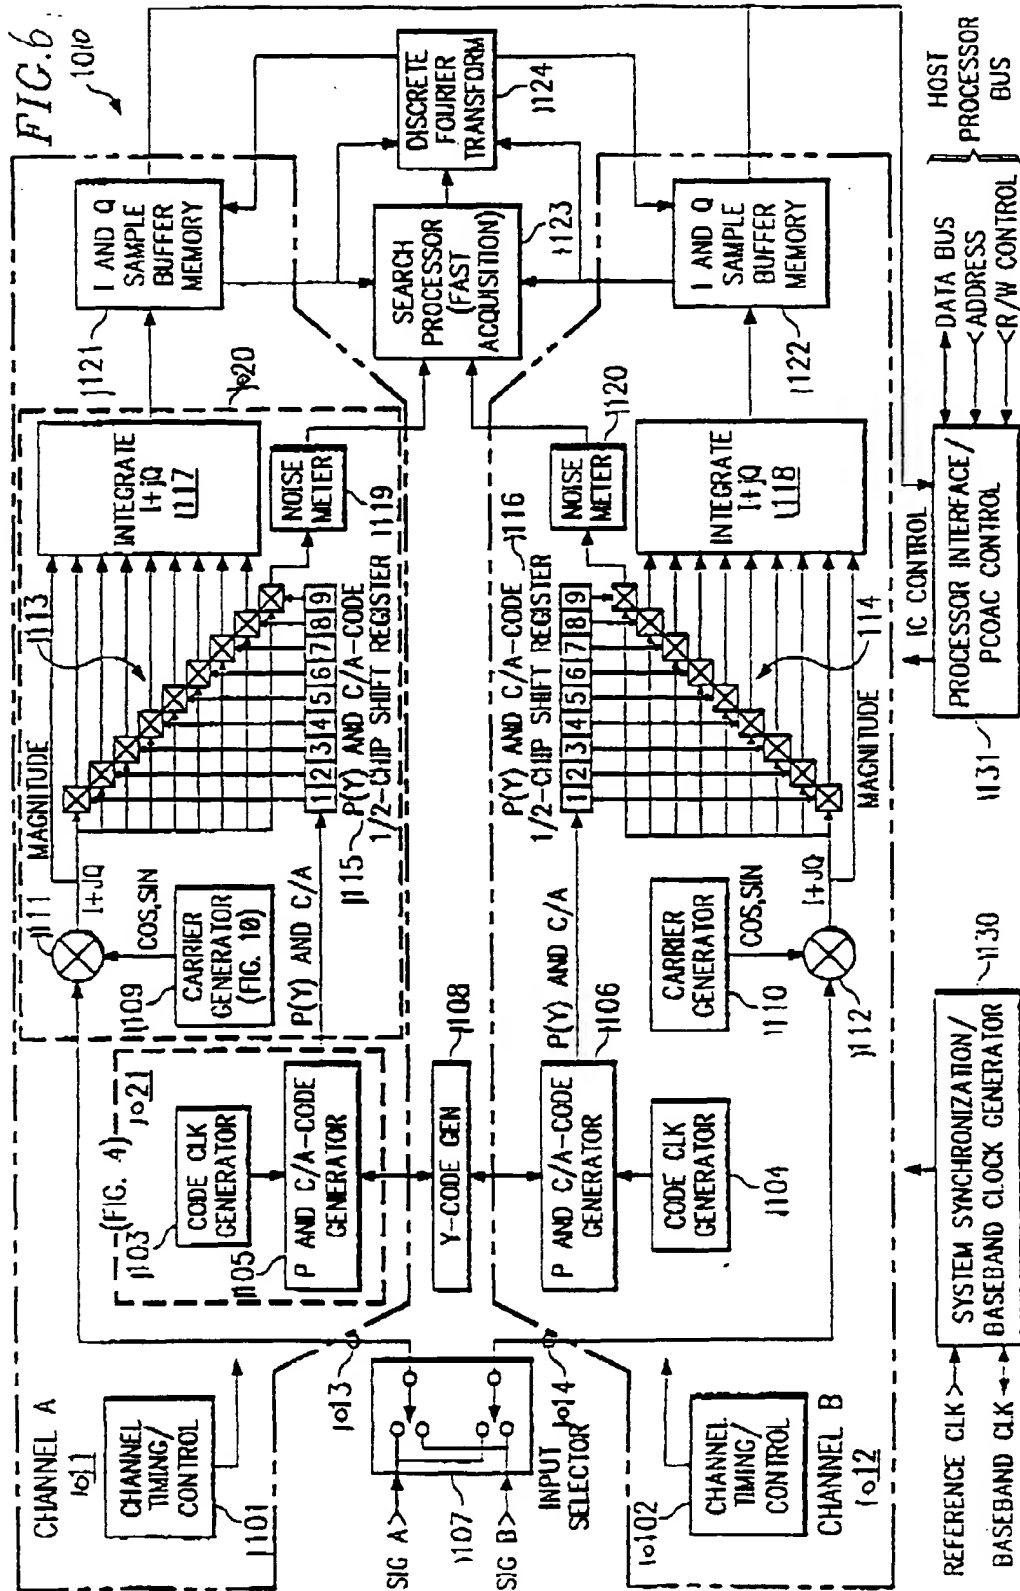 FIG.6
1010
CHANNEL A
1011
CHANNEL
TIMING/
CONTROL
1101
1013
SIG A
SIG B
1107
INPUT
SELECTOR
1014
10102
CHANNEL
TIMING/
CONTROL
CHANNEL B
1012
(FIG. 4)
1021
1103
CODE CLK
GENERATOR
1105
P AND C/A-CODE
GENERATOR
Y-CODE GEN
1108
P AND C/A-CODE
GENERATOR
1106
CODE CLK
GENERATOR
1104
1111
I+JQ
MAGNITUDE
COS,SIN
1109
CARRIER
GENERATOR
(FIG. 10)
P(Y) AND C/A
1113
1 2 3 4 5 6 7 8 9
1115
P(Y) AND C/A-CODE
1/2-CHIP SHIFT REGISTER
INTEGRATE
I+jQ
1117
1020
NOISE
METER
1119
P(Y) AND C/A
CARRIER
GENERATOR
1110
COS,SIN
1112
I+JQ
MAGNITUDE
P(Y) AND C/A-CODE
1/2-CHIP SHIFT REGISTER
1116
1 2 3 4 5 6 7 8 9
114
NOISE
METER
1120
INTEGRATE
I+jQ
1118
1121
I AND Q
SAMPLE
BUFFER
MEMORY
SEARCH
PROCESSOR
(FAST
ACQUISITION)
1123
DISCRETE
FOURIER
TRANSFORM
1124
I AND Q
SAMPLE
BUFFER
MEMORY
1122
REFERENCE CLK
BASEBAND CLK
SYSTEM SYNCHRONIZATION/
BASEBAND CLOCK GENERATOR
1130
1131
IC CONTROL
PROCESSOR INTERFACE/
PCOAC CONTROL
DATA BUS
ADDRESS
R/W CONTROL
HOST
PROCESSOR
BUS